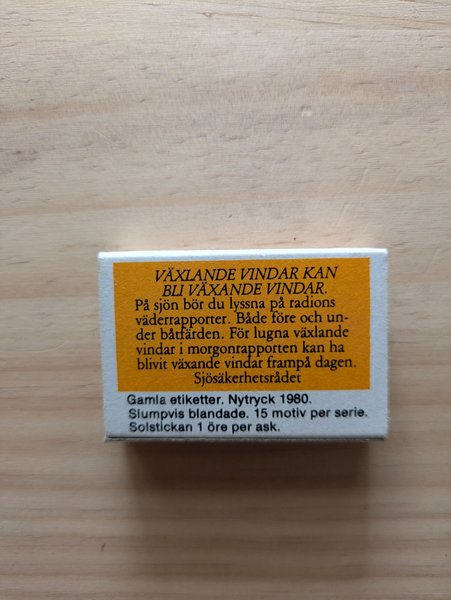 VÄXLANDE VINDAR KAN
BLI VÄXANDE VINDAR.
På sjön bör du lyssna på radions
väderrapporter. Både före och un-
der båtfärden. För lugna växlande
vindar i morgonrapporten kan ha
blivit växande vindar frampå dagen.
Sjösäkerhetsrådet
Gamla etiketter. Nytryck 1980.
Slumpvis blandade. 15 motiv per serie.
Solstickan 1 öre per ask.